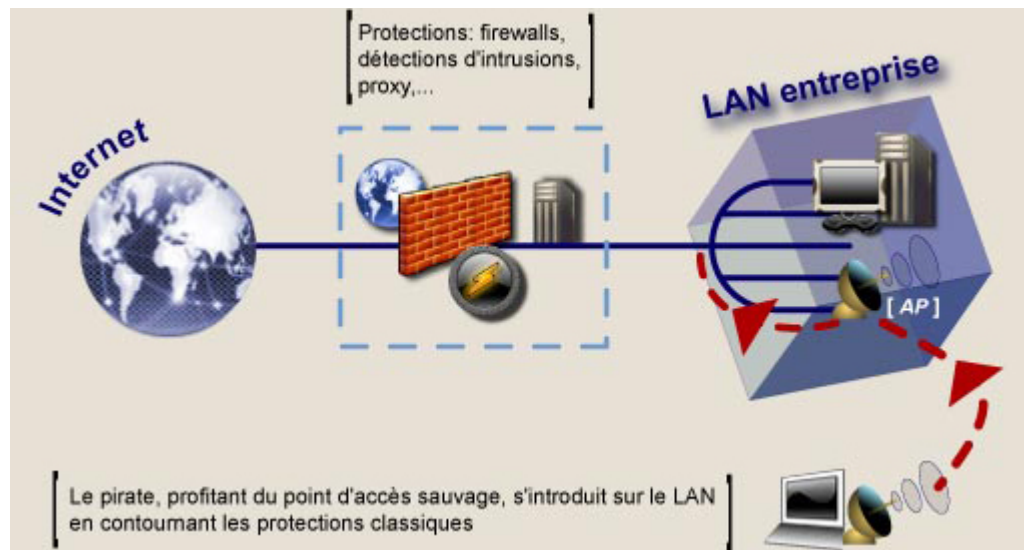 Protections: firewalls,
détections d'intrusions,
proxy,...
LAN entreprise
Internet
[ AP ]
Le pirate, profitant du point d'accès sauvage, s'introduit sur le LAN
en contournant les protections classiques